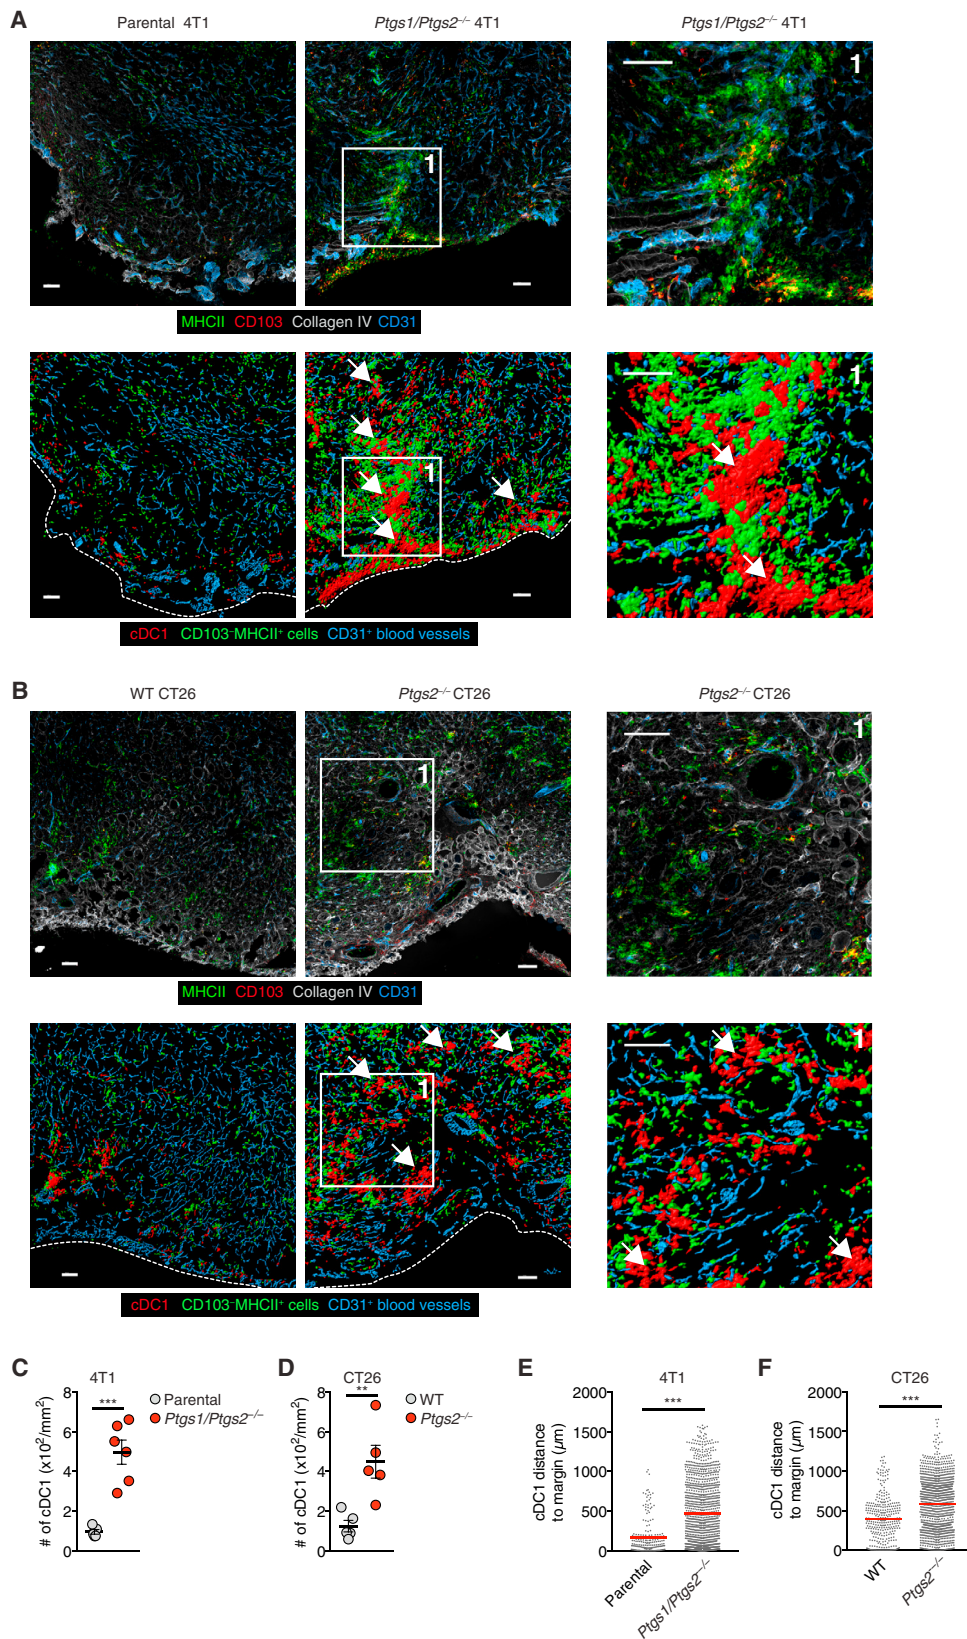 A
Parental 4T1
Ptgs1/Ptgs2⁻/⁻ 4T1
Ptgs1/Ptgs2⁻/⁻ 4T1
1
1
MHCII CD103 Collagen IV CD31
1
1
cDC1 CD103⁻MHCII⁺ cells CD31⁺ blood vessels
B
WT CT26
Ptgs2⁻/⁻ CT26
Ptgs2⁻/⁻ CT26
1
1
MHCII CD103 Collagen IV CD31
1
1
cDC1 CD103⁻MHCII⁺ cells CD31⁺ blood vessels
C
4T1
# of cDC1 (x10²/mm²)
8
6
4
2
0
***
Parental
Ptgs1/Ptgs2⁻/⁻
D
CT26
# of cDC1 (x10²/mm²)
8
6
4
2
0
**
WT
Ptgs2⁻/⁻
E
4T1
cDC1 distance
to margin (µm)
2000
1500
1000
500
0
***
Parental
Ptgs1/Ptgs2⁻/⁻
F
CT26
cDC1 distance
to margin (µm)
2000
1500
1000
500
0
***
WT
Ptgs2⁻/⁻